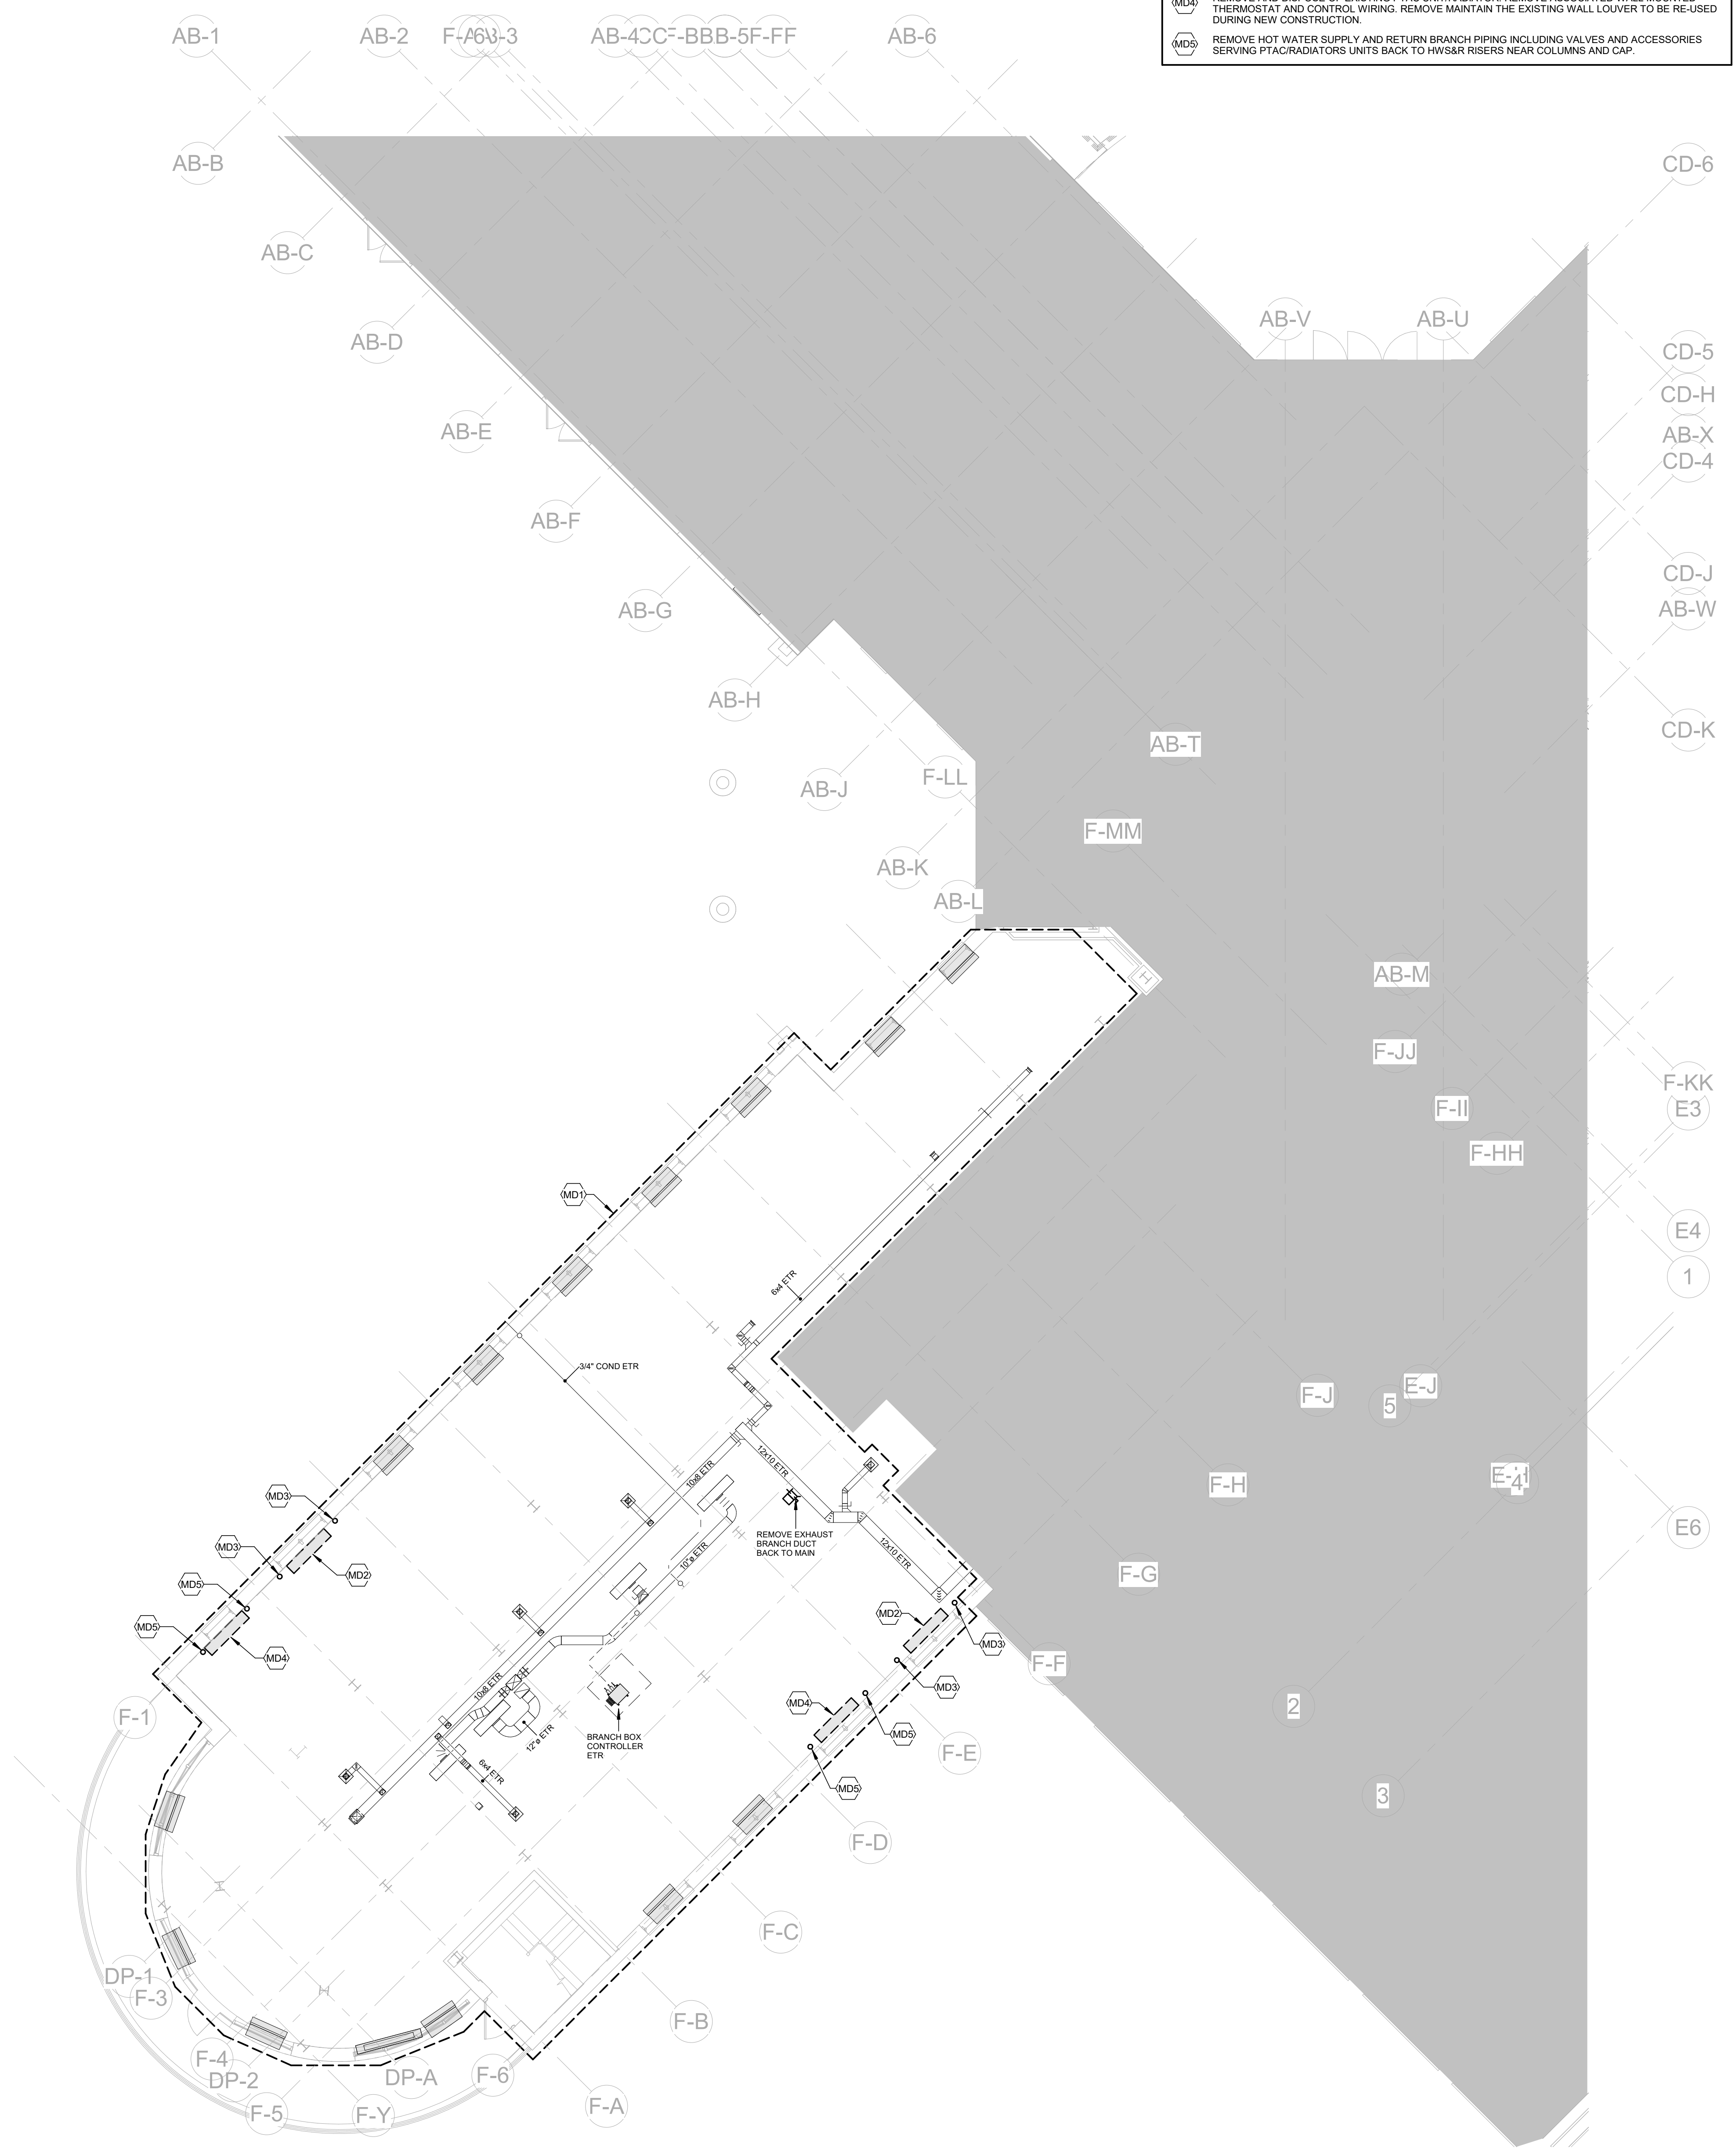 MD4
THERMOSTAT AND CONTROL WIRING. REMOVE MAINTAIN THE EXISTING WALL LOUVER TO BE RE-USED
DURING NEW CONSTRUCTION.
MD5
REMOVE HOT WATER SUPPLY AND RETURN BRANCH PIPING INCLUDING VALVES AND ACCESSORIES
SERVING PTAC/RADIATORS UNITS BACK TO HWS&R RISERS NEAR COLUMNS AND CAP.
AB-1
AB-2
AB-4
AB-6
AB-B
CD-6
AB-C
AB-V
AB-U
AB-D
CD-5
CD-H
AB-E
AB-X
CD-4
AB-F
CD-J
AB-G
AB-W
AB-H
CD-K
AB-T
AB-J
F-LL
F-MM
AB-K
AB-L
AB-M
F-JJ
F-KK
F-II
E3
F-HH
MD1
E4
6x4 ETR
1
3/4" COND ETR
F-J
E-J
5
12x10 ETR
10x8 ETR
F-H
4
MD3
REMOVE EXHAUST
BRANCH DUCT
BACK TO MAIN
E6
MD3
10"ø ETR
12x10 ETR
MD2
F-G
MD5
MD2
MD5
MD3
MD4
F-F
10x8 ETR
MD3
MD4
2
F-1
12"ø ETR
BRANCH BOX
CONTROLLER
ETR
MD5
F-E
6x4 ETR
MD5
3
F-D
F-C
DP-1
F-3
F-B
F-4
DP-2
DP-A
F-6
F-5
F-Y
F-A